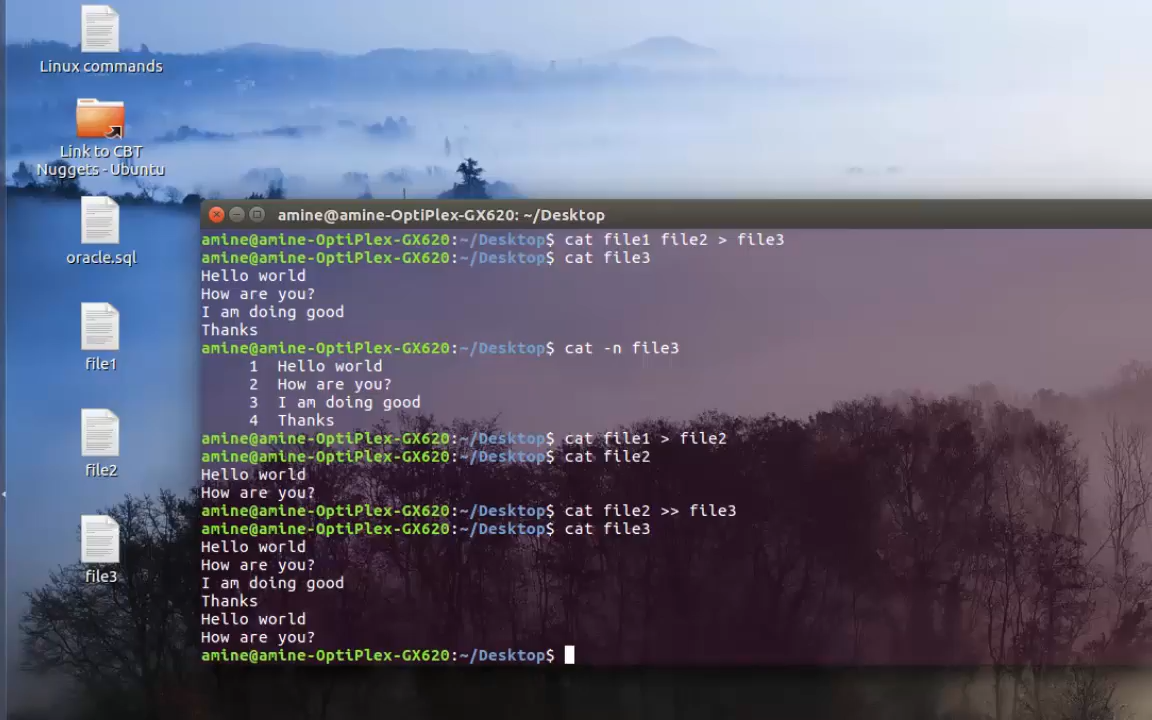 Linux commands
Link to CBT
Nuggets - Ubuntu
oracle.sql
file1
file2
file3
amine@amine-OptiPlex-GX620: ~/Desktop
amine@amine-OptiPlex-GX620:~/Desktop$ cat file1 file2 > file3
amine@amine-OptiPlex-GX620:~/Desktop$ cat file3
Hello world
How are you?
I am doing good
Thanks
amine@amine-OptiPlex-GX620:~/Desktop$ cat -n file3
1 Hello world
2 How are you?
3 I am doing good
4 Thanks
amine@amine-OptiPlex-GX620:~/Desktop$ cat file1 > file2
amine@amine-OptiPlex-GX620:~/Desktop$ cat file2
Hello world
How are you?
amine@amine-OptiPlex-GX620:~/Desktop$ cat file2 >> file3
amine@amine-OptiPlex-GX620:~/Desktop$ cat file3
Hello world
How are you?
I am doing good
Thanks
Hello world
How are you?
amine@amine-OptiPlex-GX620:~/Desktop$